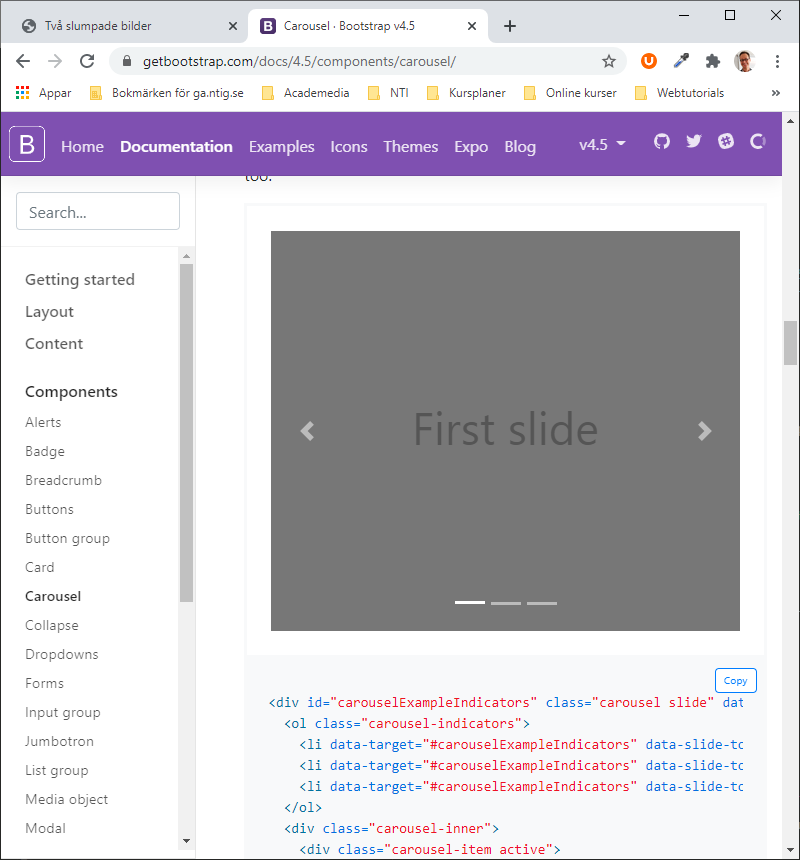 Två slumpade bilder
Carousel · Bootstrap v4.5
getbootstrap.com/docs/4.5/components/carousel/
Appar
Bokmärken för ga.ntig.se
Academedia
NTI
Kursplaner
Online kurser
Webtutorials
»
B
Home
Documentation
Examples
Icons
Themes
Expo
Blog
v4.5
too.
Search...
Getting started
Layout
Content
Components
Alerts
Badge
Breadcrumb
Buttons
Button group
Card
Carousel
Collapse
Dropdowns
Forms
Input group
Jumbotron
List group
Media object
Modal
First slide
Copy
<div id="carouselExampleIndicators" class="carousel slide" dat
<ol class="carousel-indicators">
<li data-target="#carouselExampleIndicators" data-slide-to
<li data-target="#carouselExampleIndicators" data-slide-to
<li data-target="#carouselExampleIndicators" data-slide-to
</ol>
<div class="carousel-inner">
<div class="carousel-item active">